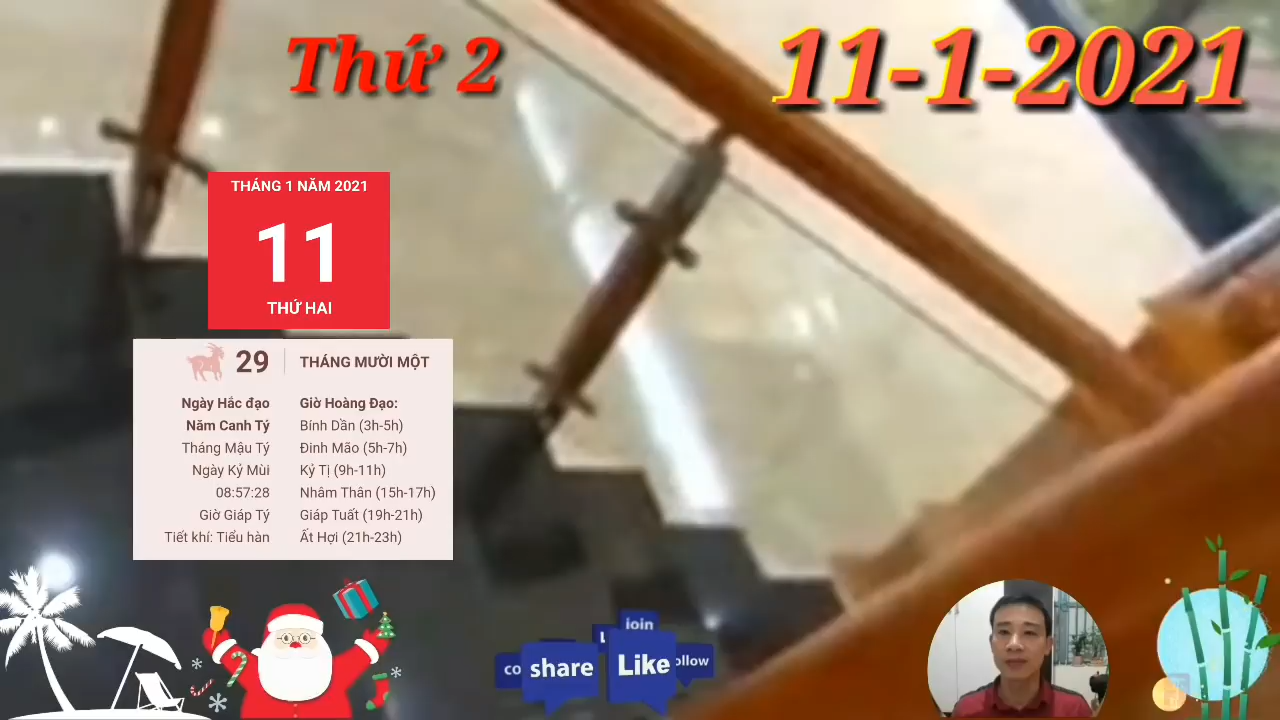 Thứ 2
11-1-2021
THÁNG 1 NĂM 2021
11
THỨ HAI
29 THÁNG MƯỜI MỘT
Ngày Hắc đạo
Năm Canh Tý
Tháng Mậu Tý
Ngày Kỷ Mùi
08:57:28
Giờ Giáp Tý
Tiết khí: Tiểu hàn
Giờ Hoàng Đạo:
Bính Dần (3h-5h)
Đinh Mão (5h-7h)
Kỷ Tị (9h-11h)
Nhâm Thân (15h-17h)
Giáp Tuất (19h-21h)
Ất Hợi (21h-23h)
join
share
Like
ollow
co
L